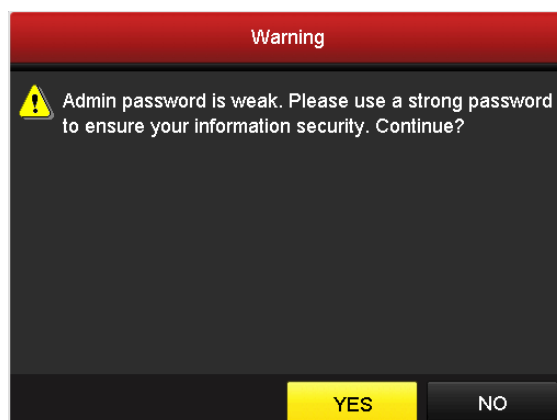 Warning
Admin password is weak. Please use a strong password
to ensure your information security. Continue?
YES
NO